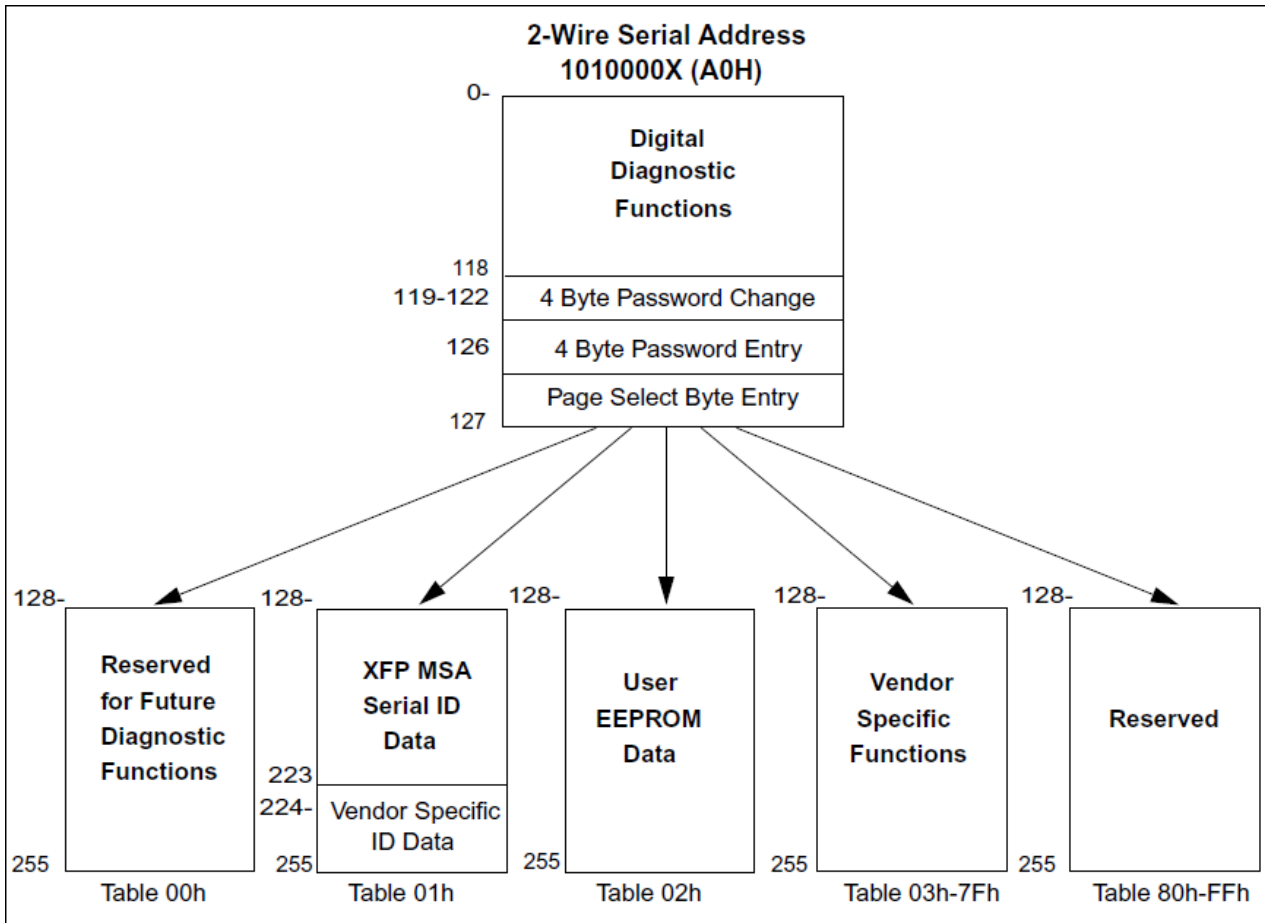 2-Wire Serial Address
1010000X (A0H)
0-
Digital
Diagnostic
Functions
118
119-122
4 Byte Password Change
126
4 Byte Password Entry
Page Select Byte Entry
127
128-
Reserved
for Future
Diagnostic
Functions
255
Table 00h
128-
XFP MSA
Serial ID
Data
223
224-
Vendor Specific
ID Data
255
Table 01h
128-
User
EEPROM
Data
255
Table 02h
128-
Vendor
Specific
Functions
255
Table 03h-7Fh
128-
Reserved
255
Table 80h-FFh